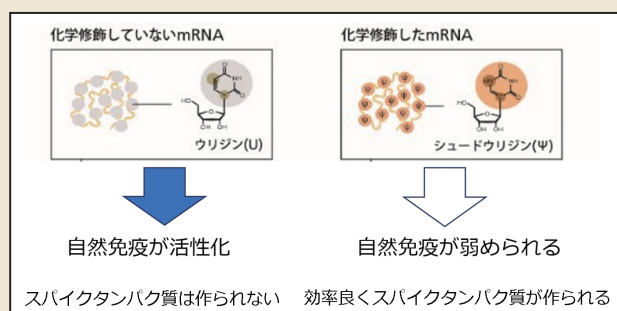 化学修飾していないmRNA
化学修飾したmRNA
ウリジン(U)
シュードウリジン(Ψ)
自然免疫が活性化
自然免疫が弱められる
スパイクタンパク質は作られない
効率良くスパイクタンパク質が作られる